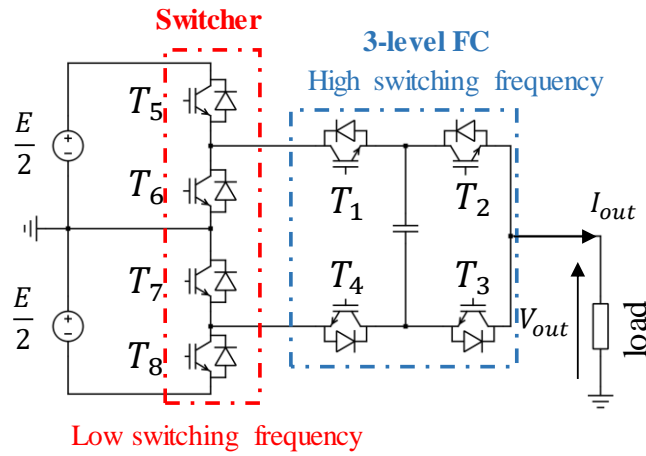 Switcher
3-level FC
High switching frequency
T5
E/2
T6
T1
T2
Iout
T7
T4
T3
E/2
Vout
load
T8
Low switching frequency